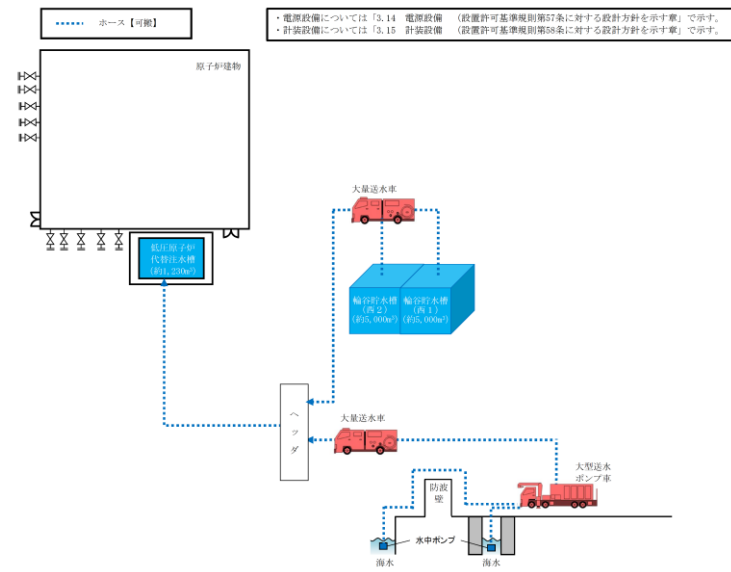 ホース【可搬】
・電源設備については「3.14 電源設備 （設置許可基準規則第57条に対する設計方針を示す章」で示す。
・計装設備については「3.15 計装設備 （設置許可基準規則第58条に対する設計方針を示す章」で示す。
原子炉建物
大量送水車
低圧原子炉
代替注水槽
(約1,230m³)
輪谷貯水槽
(西2)
(約5,000m³)
輪谷貯水槽
(西1)
(約5,000m³)
ヘッダ
大量送水車
大型送水
ポンプ車
防波
壁
水中ポンプ
海水
海水